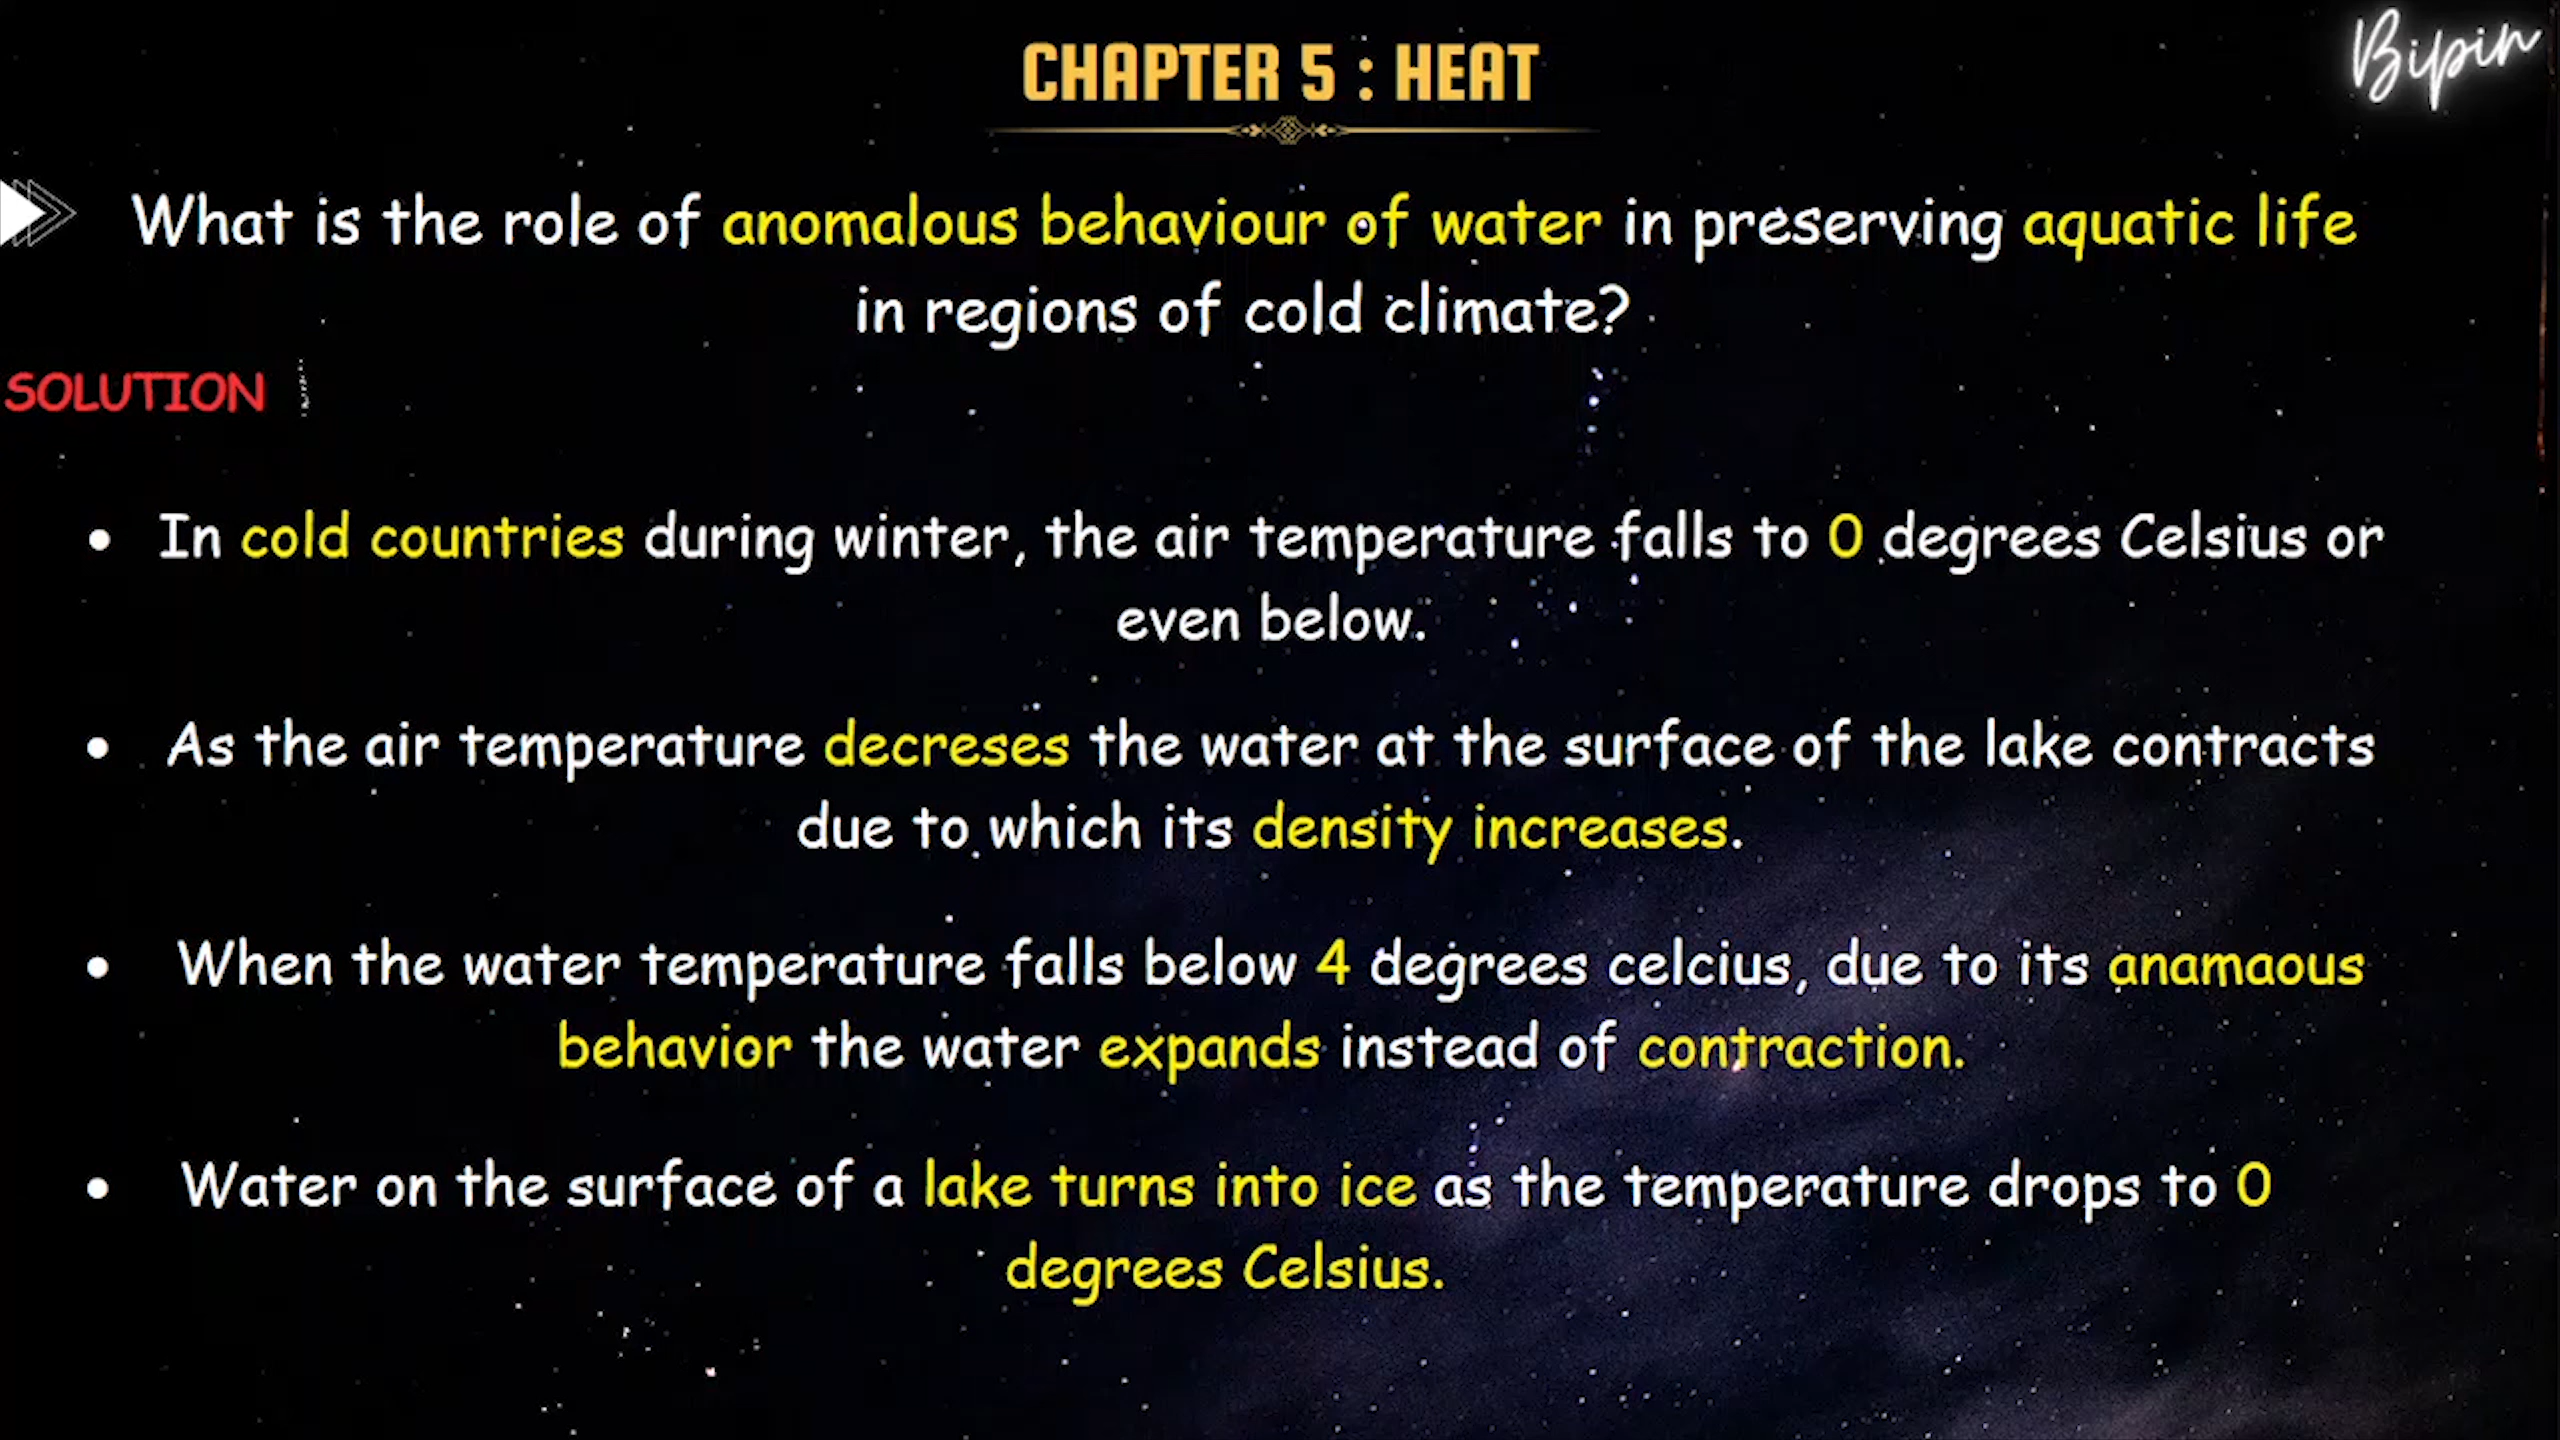 CHAPTER 5 : HEAT
Bipin
What is the role of anomalous behaviour of water in preserving aquatic life
in regions of cold climate?
SOLUTION
• In cold countries during winter, the air temperature falls to 0 degrees Celsius or
even below.
• As the air temperature decreses the water at the surface of the lake contracts
due to which its density increases.
• When the water temperature falls below 4 degrees celcius, due to its anamaous
behavior the water expands instead of contraction.
• Water on the surface of a lake turns into ice as the temperature drops to 0
degrees Celsius.